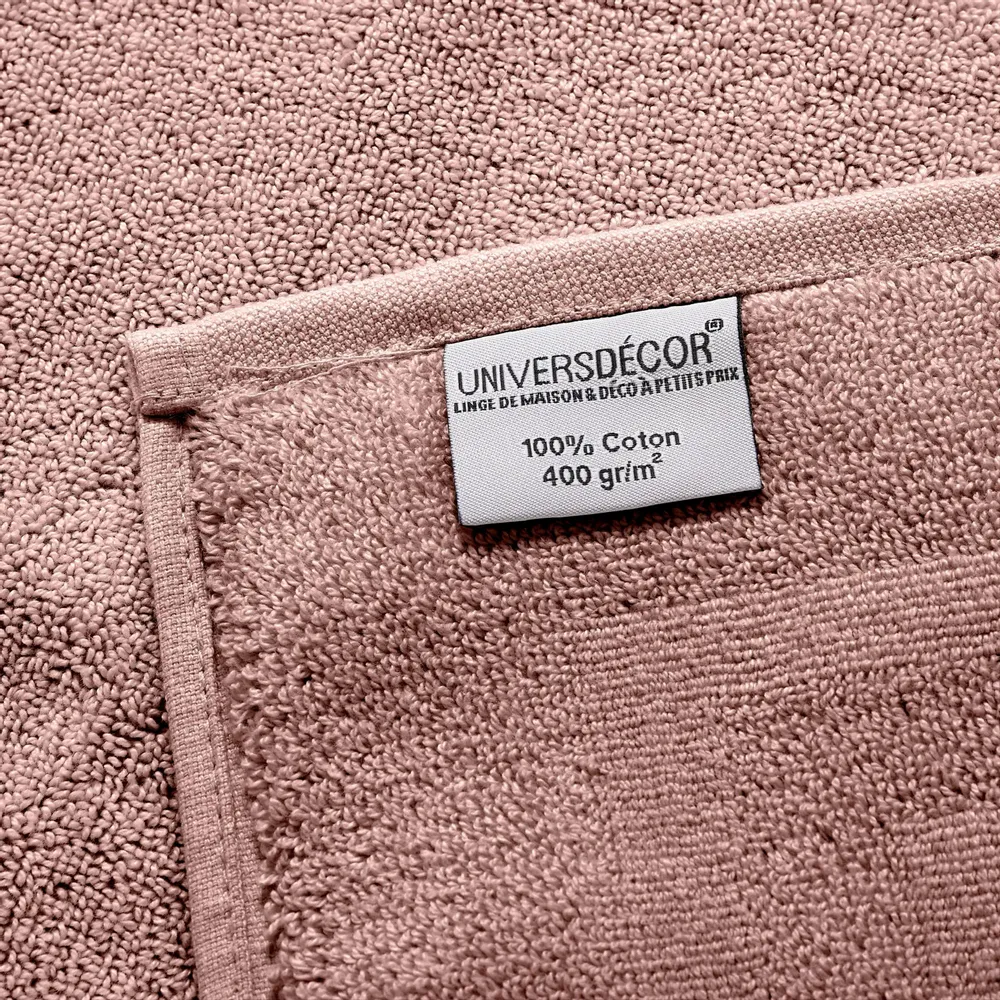 UNIVERSDÉCOR®
LINGE DE MAISON & DÉCO À PETITS PRIX
100% Coton
400 gr/m²